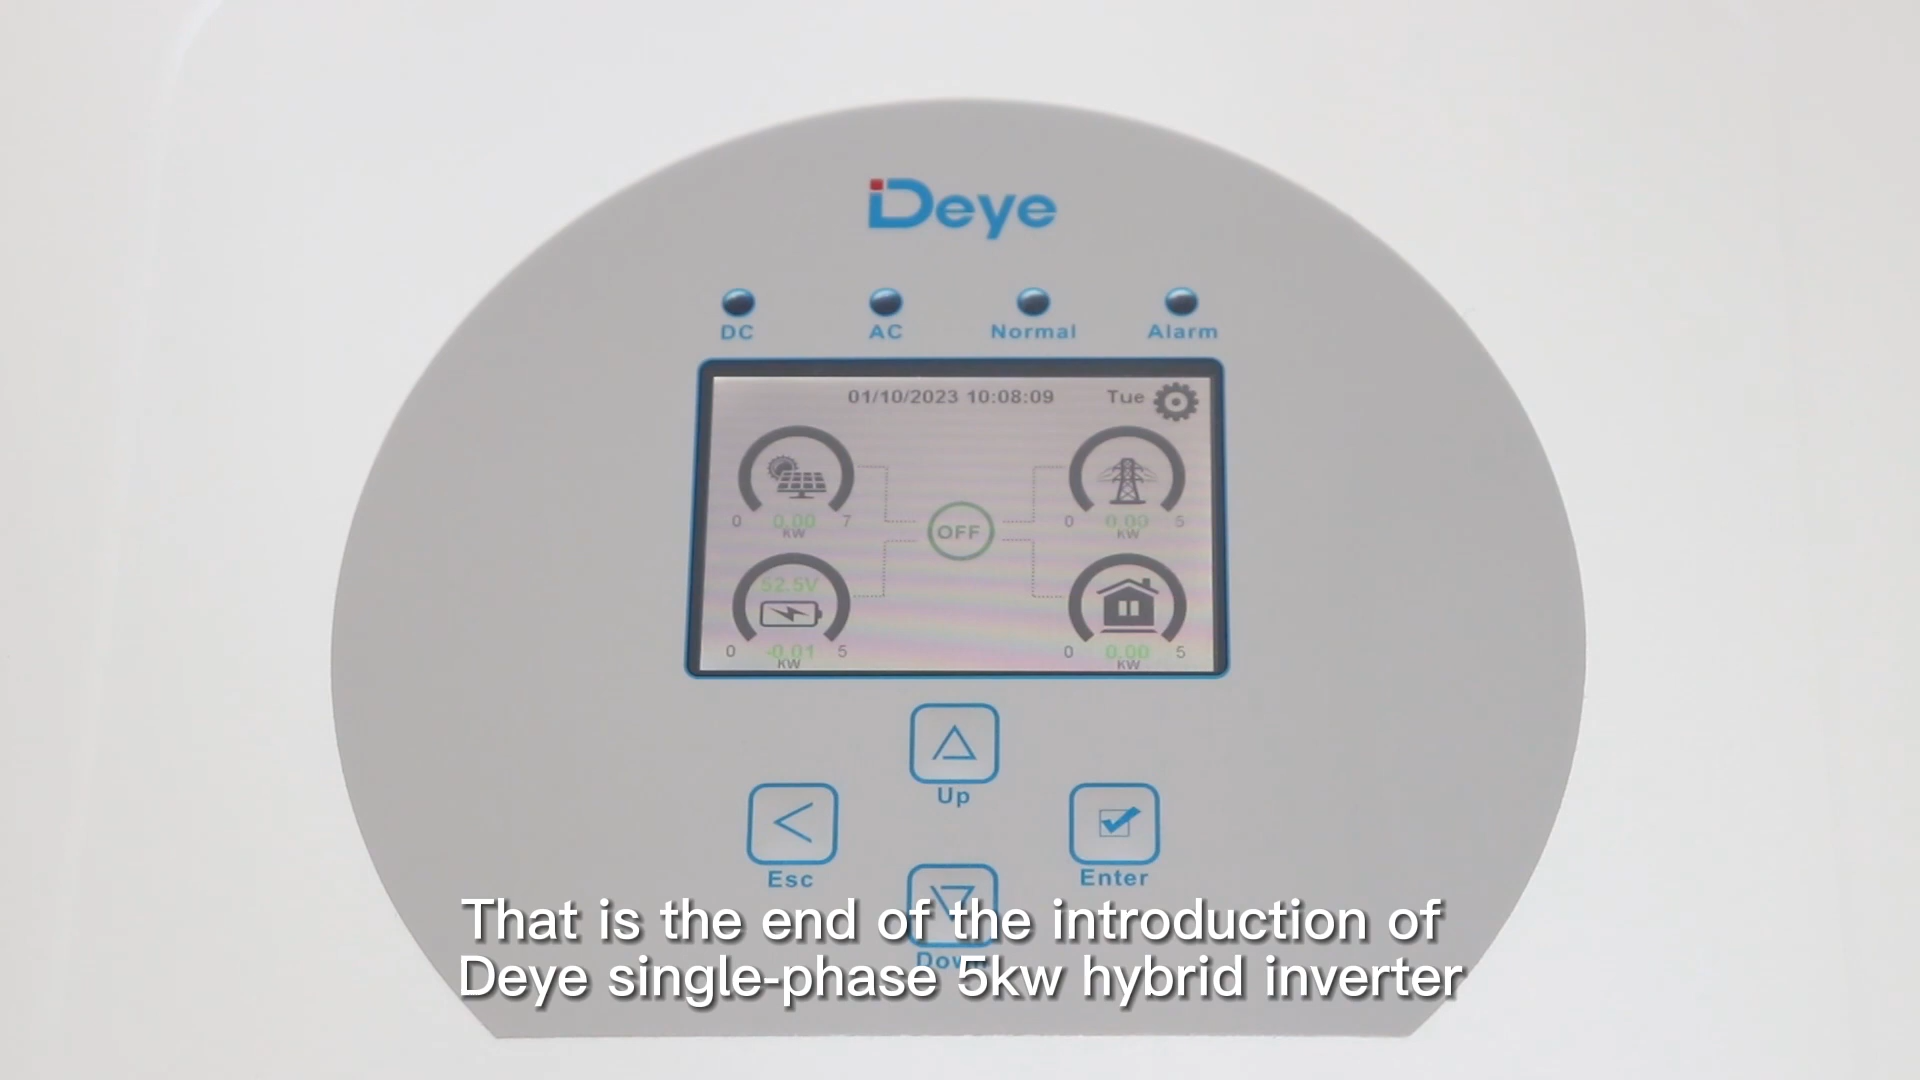 Deye
DC AC Normal Alarm
01/10/2023 10:08:09 Tue
0 0.00 7 0 0.00 5
KW KW
OFF
52.5V
0 -0.01 5 0 0.00 5
KW KW
Up
Esc Enter
Down
That is the end of the introduction of
Deye single-phase 5kw hybrid inverter